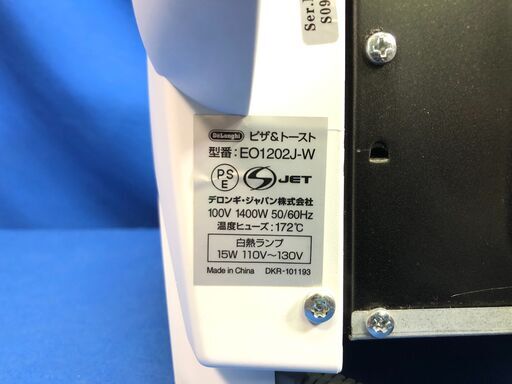 Ser.
S09
DeLonghi ピザ&トースト
型番:EO1202J-W
PS
E
JET
デロンギ・ジャパン株式会社
100V 1400W 50/60Hz
温度ヒューズ:172℃
白熱ランプ
15W 110V~130V
Made in China DKR-101193